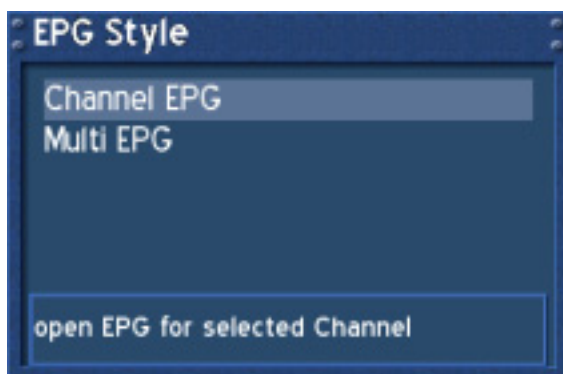 EPG Style
Channel EPG
Multi EPG
open EPG for selected Channel